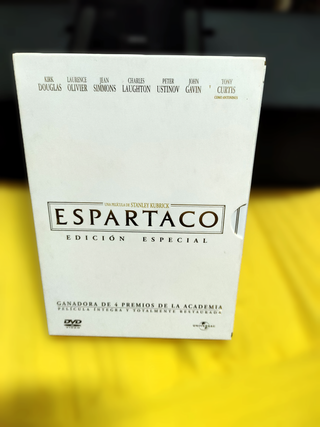 KIRK DOUGLAS LAURENCE OLIVIER JEAN SIMMONS CHARLES LAUGHTON PETER USTINOV JOHN GAVIN y TONY CURTIS
UNA PELÍCULA DE STANLEY KUBRICK
ESPARTACO
EDICIÓN ESPECIAL
GANADORA DE 4 PREMIOS DE LA ACADEMIA
PELÍCULA ÍNTEGRA Y TOTALMENTE RESTAURADA
DVD
VIDEO
UNIVERSAL